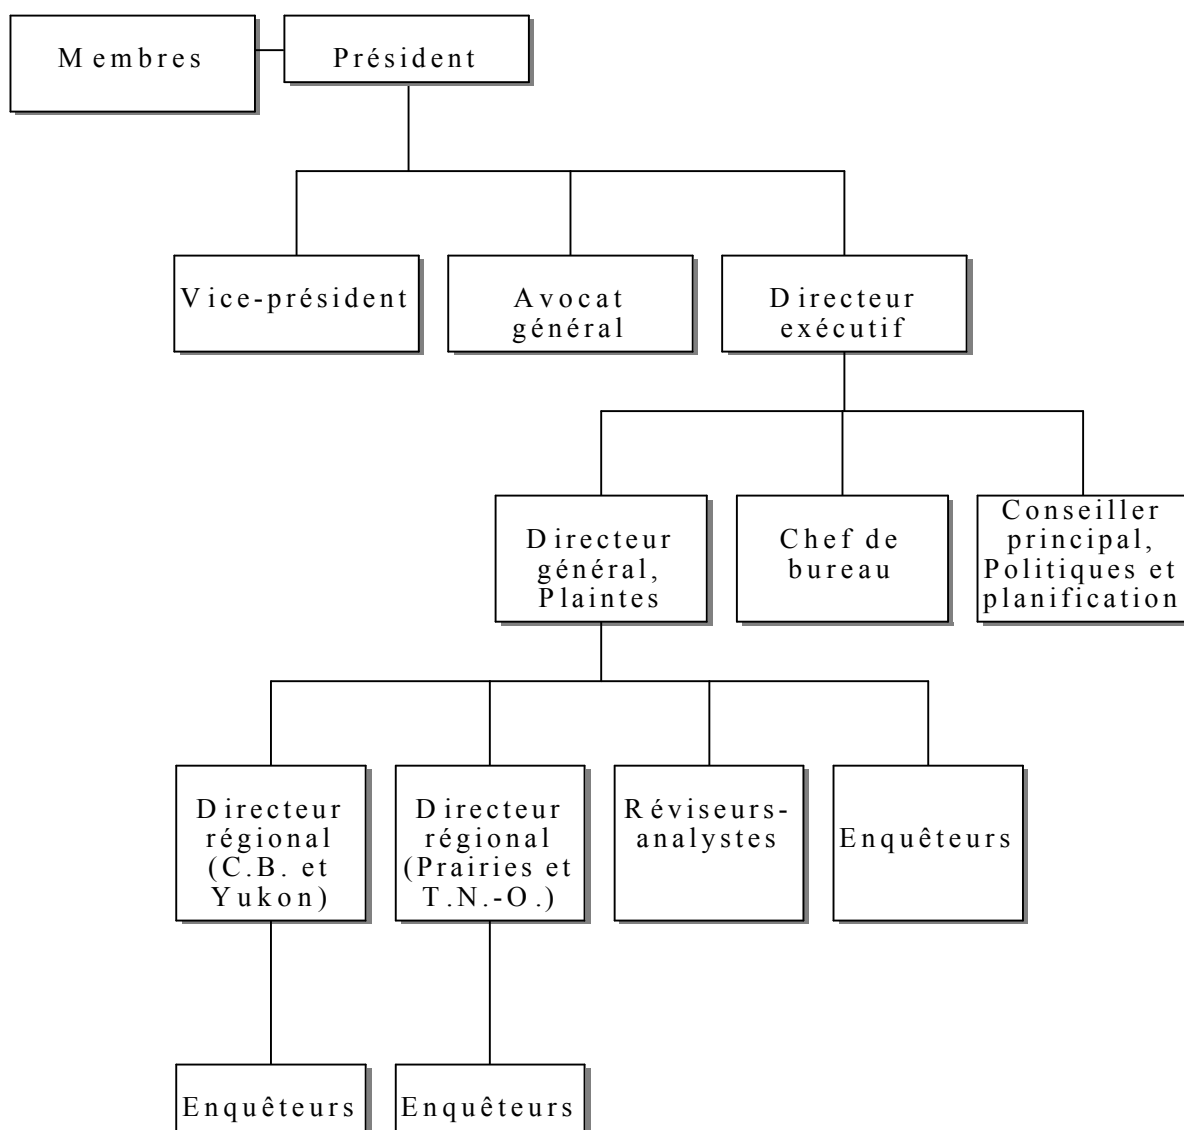 Membres
Président
Vice-président
Avocat
général
Directeur
exécutif
Directeur
général,
Plaintes
Chef de
bureau
Conseiller
principal,
Politiques et
planification
Directeur
régional
(C.B. et
Yukon)
Directeur
régional
(Prairies et
T.N.-O.)
Réviseurs-
analystes
Enquêteurs
Enquêteurs
Enquêteurs